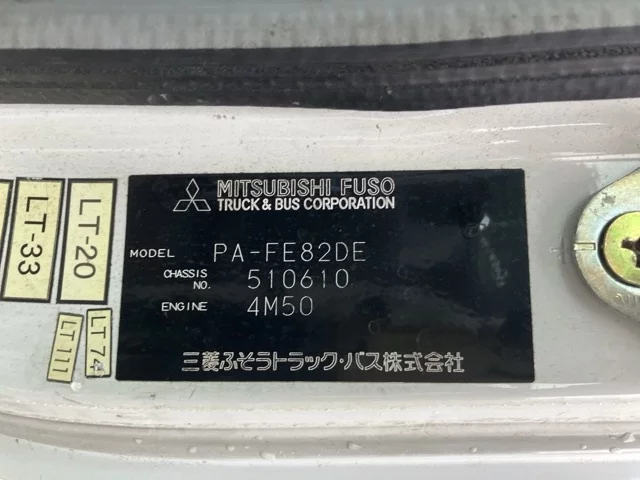 MITSUBISHI FUSO
TRUCK & BUS CORPORATION
MODEL PA-FE82DE
CHASSIS NO. 510610
ENGINE 4M50
三菱ふそうトラック・バス株式会社
LT-33
LT-20
LT111
LT74